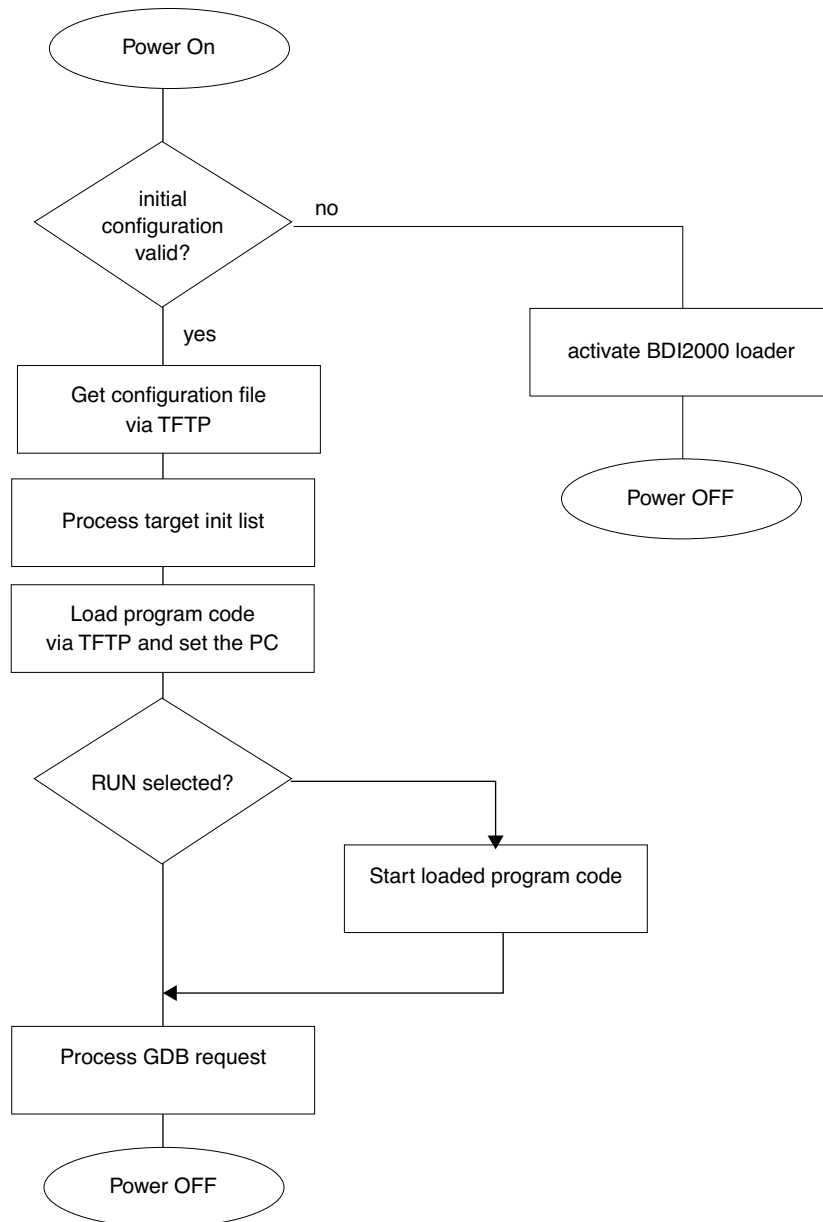 Power On
initial
configuration
valid?
no
yes
activate BDI2000 loader
Get configuration file
via TFTP
Power OFF
Process target init list
Load program code
via TFTP and set the PC
RUN selected?
Start loaded program code
Process GDB request
Power OFF